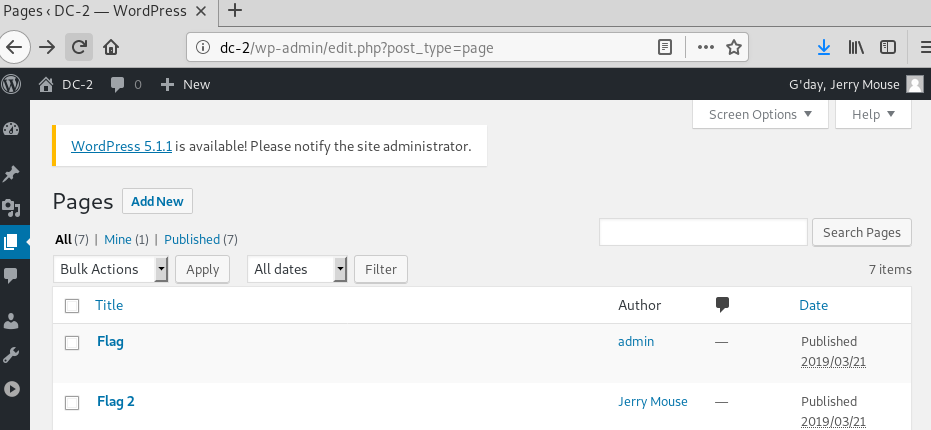 Pages ‹ DC-2 — WordPress
dc-2/wp-admin/edit.php?post_type=page
DC-2 0 New G'day, Jerry Mouse
Screen Options Help
WordPress 5.1.1 is available! Please notify the site administrator.
Pages Add New
All (7) | Mine (1) | Published (7)
Search Pages
Bulk Actions Apply All dates Filter 7 items
Title Author Date
Flag admin — Published
2019/03/21
Flag 2 Jerry Mouse — Published
2019/03/21